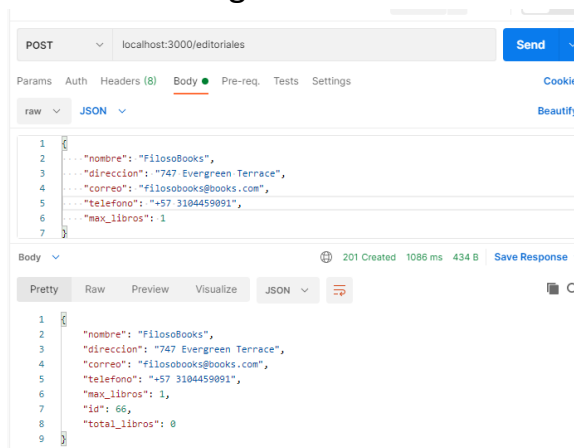 POST localhost:3000/editoriales Send
Params Auth Headers (8) Body Pre-req. Tests Settings Cookie
raw JSON Beautify
1 {
2 "nombre": "FilosoBooks",
3 "direccion": "747 Evergreen Terrace",
4 "correo": "filosobooks@books.com",
5 "telefono": "+57 3104459091",
6 "max_libros": 1
7 }
Body 201 Created 1086 ms 434 B Save Response
Pretty Raw Preview Visualize JSON
1 {
2 "nombre": "FilosoBooks",
3 "direccion": "747 Evergreen Terrace",
4 "correo": "filosobooks@books.com",
5 "telefono": "+57 3104459091",
6 "max_libros": 1,
7 "id": 66,
8 "total_libros": 0
9 }